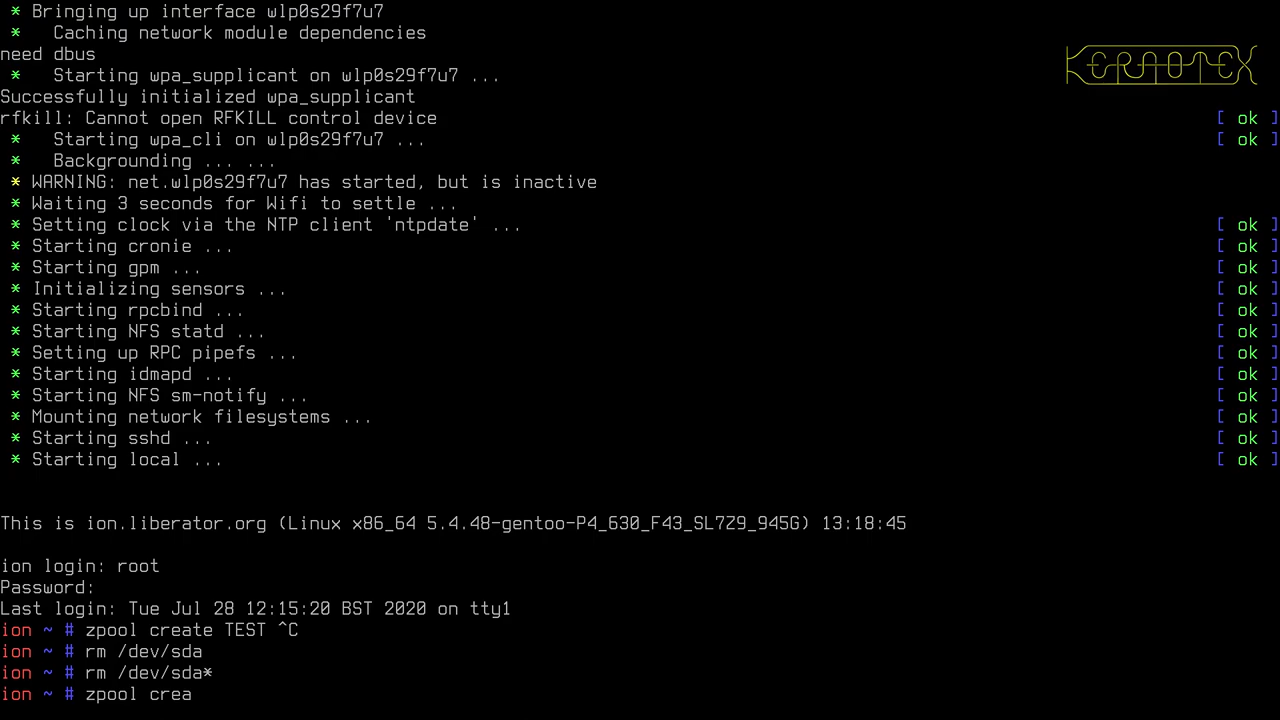 * Bringing up interface wlp0s29f7u7
*   Caching network module dependencies
need dbus
KERNOTEX
*   Starting wpa_supplicant on wlp0s29f7u7 ...
Successfully initialized wpa_supplicant
rfkill: Cannot open RFKILL control device [ ok ]
*   Starting wpa_cli on wlp0s29f7u7 ... [ ok ]
*   Backgrounding ... ...
* WARNING: net.wlp0s29f7u7 has started, but is inactive
* Waiting 3 seconds for Wifi to settle ...
* Setting clock via the NTP client 'ntpdate' ... [ ok ]
* Starting cronie ... [ ok ]
* Starting gpm ... [ ok ]
* Initializing sensors ... [ ok ]
* Starting rpcbind ... [ ok ]
* Starting NFS statd ... [ ok ]
* Setting up RPC pipefs ... [ ok ]
* Starting idmapd ... [ ok ]
* Starting NFS sm-notify ... [ ok ]
* Mounting network filesystems ... [ ok ]
* Starting sshd ... [ ok ]
* Starting local ... [ ok ]
This is ion.liberator.org (Linux x86_64 5.4.48-gentoo-P4_630_F43_SL7Z9_945G) 13:18:45
ion login: root
Password:
Last login: Tue Jul 28 12:15:20 BST 2020 on tty1
ion ~ # zpool create TEST ^C
ion ~ # rm /dev/sda
ion ~ # rm /dev/sda*
ion ~ # zpool crea